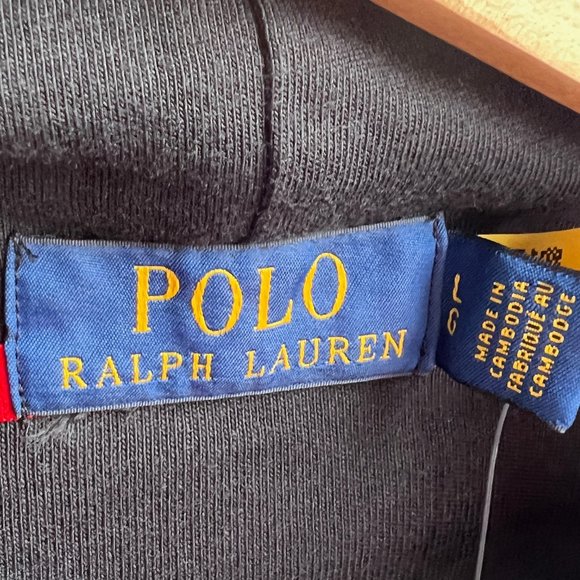 POLO
RALPH LAUREN
L
G
MADE IN
CAMBODIA
FABRIQUÉ AU
CAMBODGE